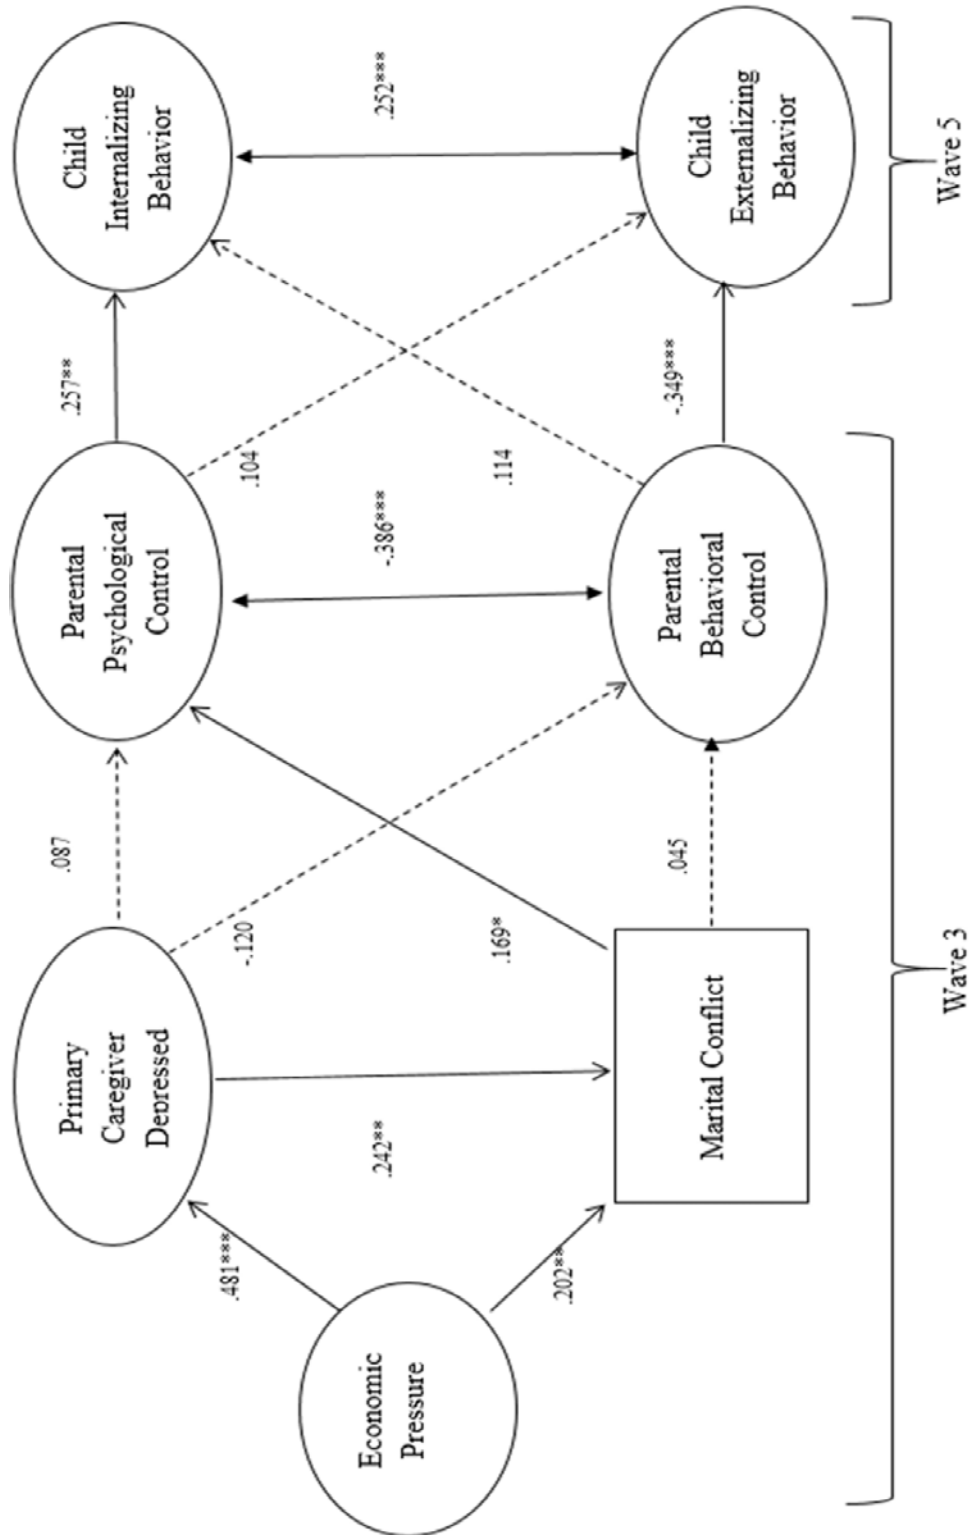 Economic
Pressure
.481***
.202**
Primary
Caregiver
Depressed
.242**
Marital Conflict
.087
-.120
.169*
.045
Parental
Psychological
Control
-.386***
Parental
Behavioral
Control
.257**
.104
.114
-.349***
Child
Internalizing
Behavior
.252***
Child
Externalizing
Behavior
Wave 3
Wave 5